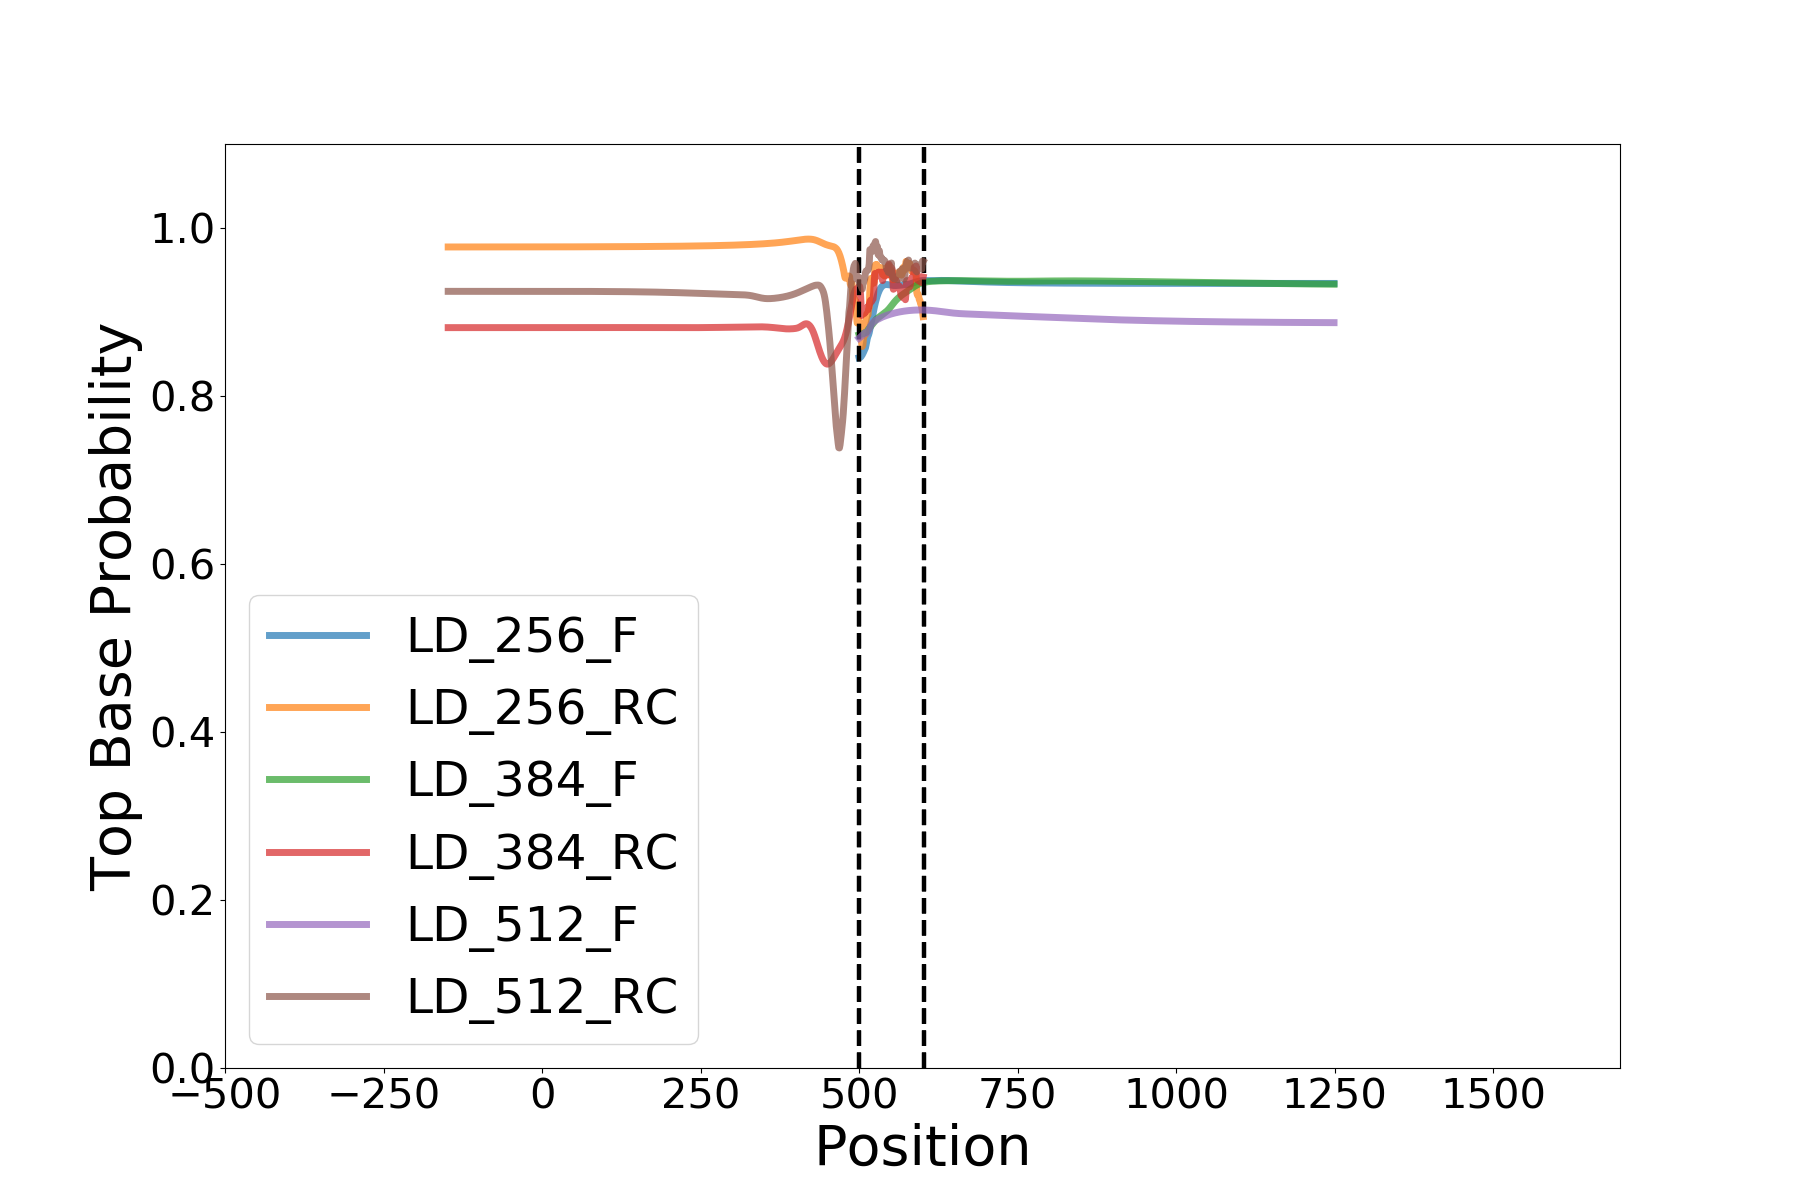 Top Base Probability
1.0
0.8
0.6
0.4
0.2
0.0
LD_256_F
LD_256_RC
LD_384_F
LD_384_RC
LD_512_F
LD_512_RC
−500 −250 0 250 500 750 1000 1250 1500
Position